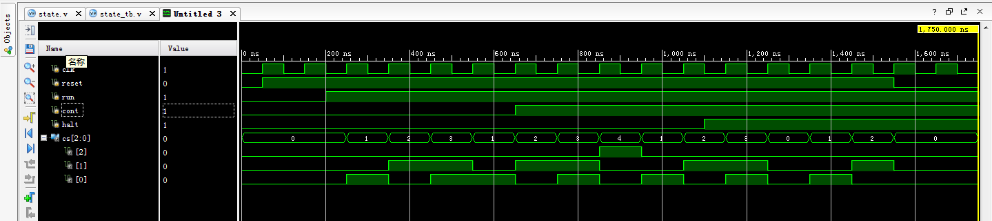 Objects
state.v × state_tb.v × Untitled 3 ×
? ×
1,750.000 ns
Name Value
0 ns 200 ns 400 ns 600 ns 800 ns 1,000 ns 1,200 ns 1,400 ns 1,600 ns
名称
clk 1
reset 0
run 1
cont 1
halt 1
cs[2:0] 0 0 1 2 3 1 2 3 4 1 2 3 0 1 2 0
[2] 0
[1] 0
[0] 0